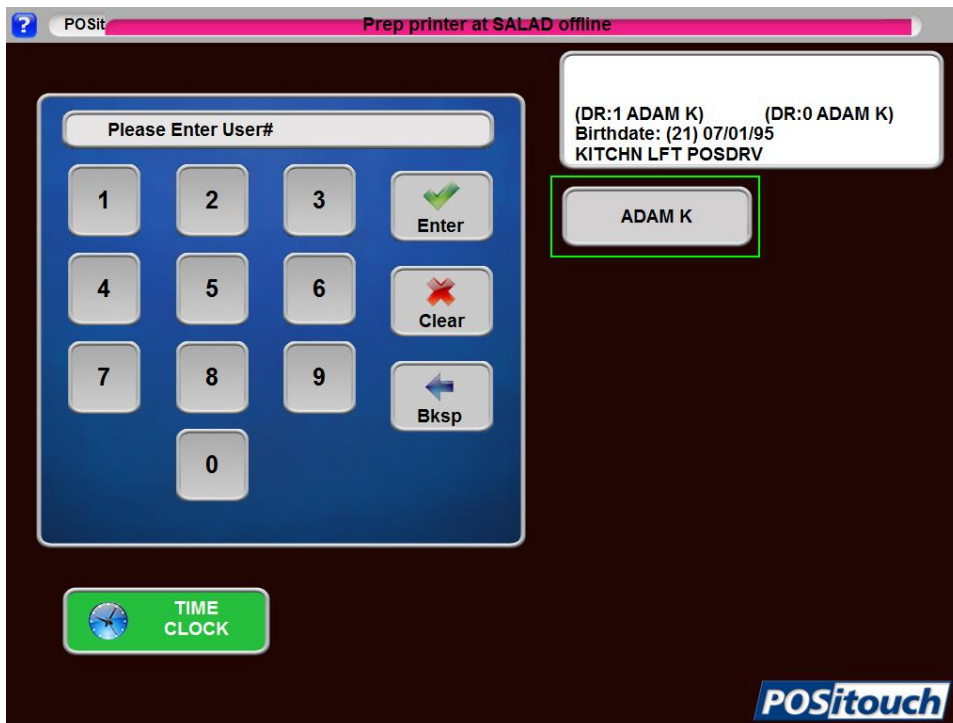 ?
POSit
Prep printer at SALAD offline
Please Enter User#
1
2
3
Enter
4
5
6
Clear
7
8
9
Bksp
0
TIME
CLOCK
(DR:1 ADAM K) (DR:0 ADAM K)
Birthdate: (21) 07/01/95
KITCHN LFT POSDRV
ADAM K
POSitouch